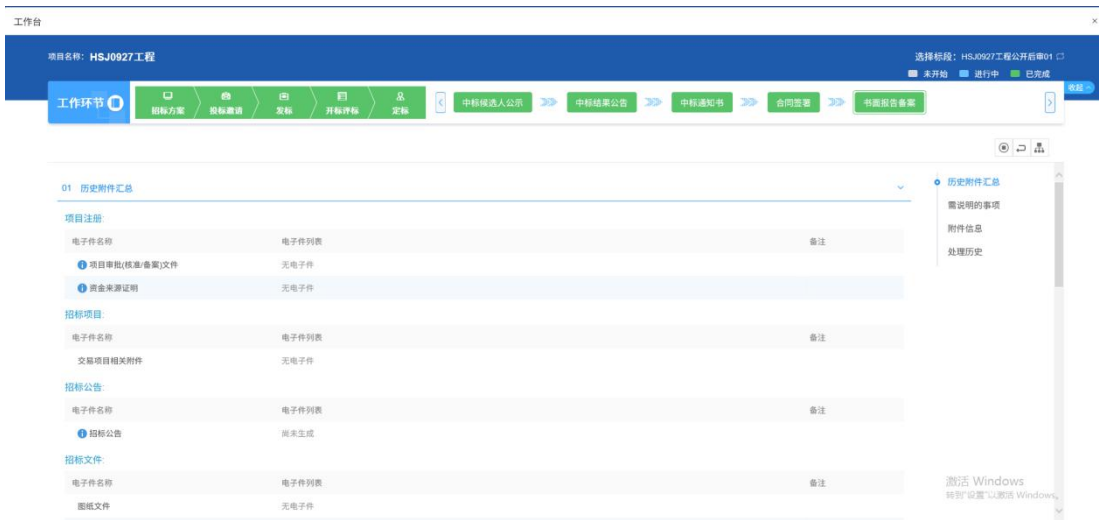 工作台
×
项目名称：HSJ0927工程
选择标段：HSJ0927工程公开后审01
未开始 进行中 已完成
收起
工作环节
招标方案 投标邀请 发标 开标评标 定标
中标候选人公示 中标结果公告 中标通知书 合同签署 书面报告备案
01 历史附件汇总
历史附件汇总
需说明的事项
附件信息
处理历史
项目注册:
电子件名称 电子件列表 备注
项目审批(核准/备案)文件 无电子件
资金来源证明 无电子件
招标项目:
电子件名称 电子件列表 备注
交易项目相关附件 无电子件
招标公告:
电子件名称 电子件列表 备注
招标公告 尚未生成
招标文件:
电子件名称 电子件列表 备注
图纸文件 无电子件
激活 Windows
转到"设置"以激活 Windows。